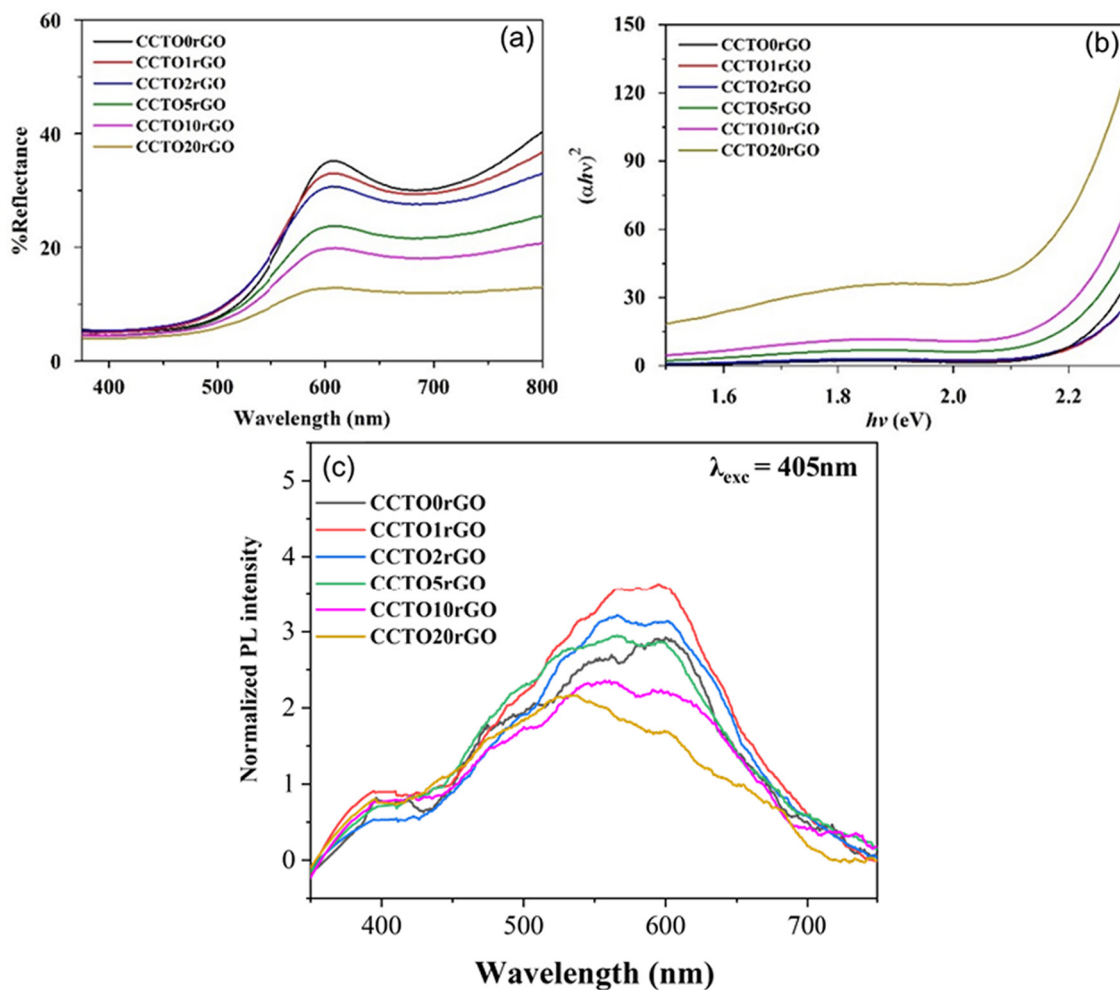 (a)
60
40
20
0
%Reflectance
CCTO0rGO
CCTO1rGO
CCTO2rGO
CCTO5rGO
CCTO10rGO
CCTO20rGO
400 500 600 700 800
Wavelength (nm)
(b)
150
120
90
60
30
0
(αhν)²
CCTO0rGO
CCTO1rGO
CCTO2rGO
CCTO5rGO
CCTO10rGO
CCTO20rGO
1.6 1.8 2.0 2.2
hν (eV)
(c)
λexc = 405nm
5
4
3
2
1
0
Normalized PL intensity
CCTO0rGO
CCTO1rGO
CCTO2rGO
CCTO5rGO
CCTO10rGO
CCTO20rGO
400 500 600 700
Wavelength (nm)